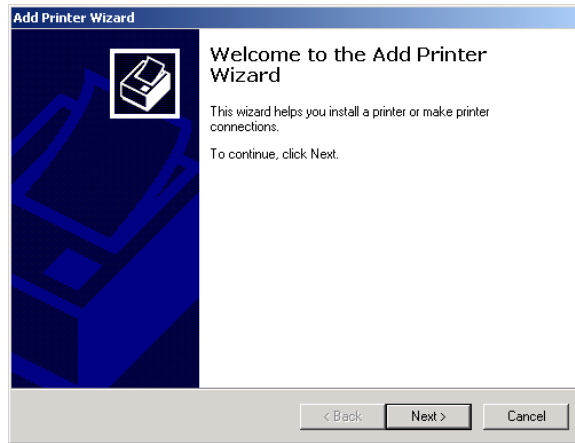 Add Printer Wizard
Welcome to the Add Printer
Wizard
This wizard helps you install a printer or make printer
connections.
To continue, click Next.
< Back
Next >
Cancel